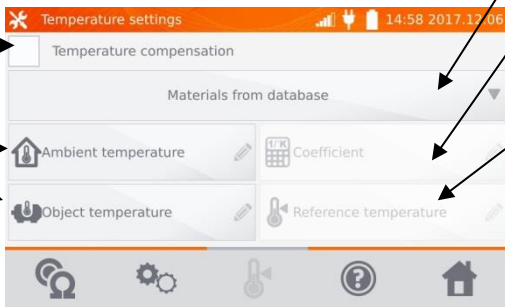 Temperature settings 14:58 2017.12.06
Temperature compensation
Materials from database
Ambient temperature 1/°K Coefficient
Object temperature Reference temperature